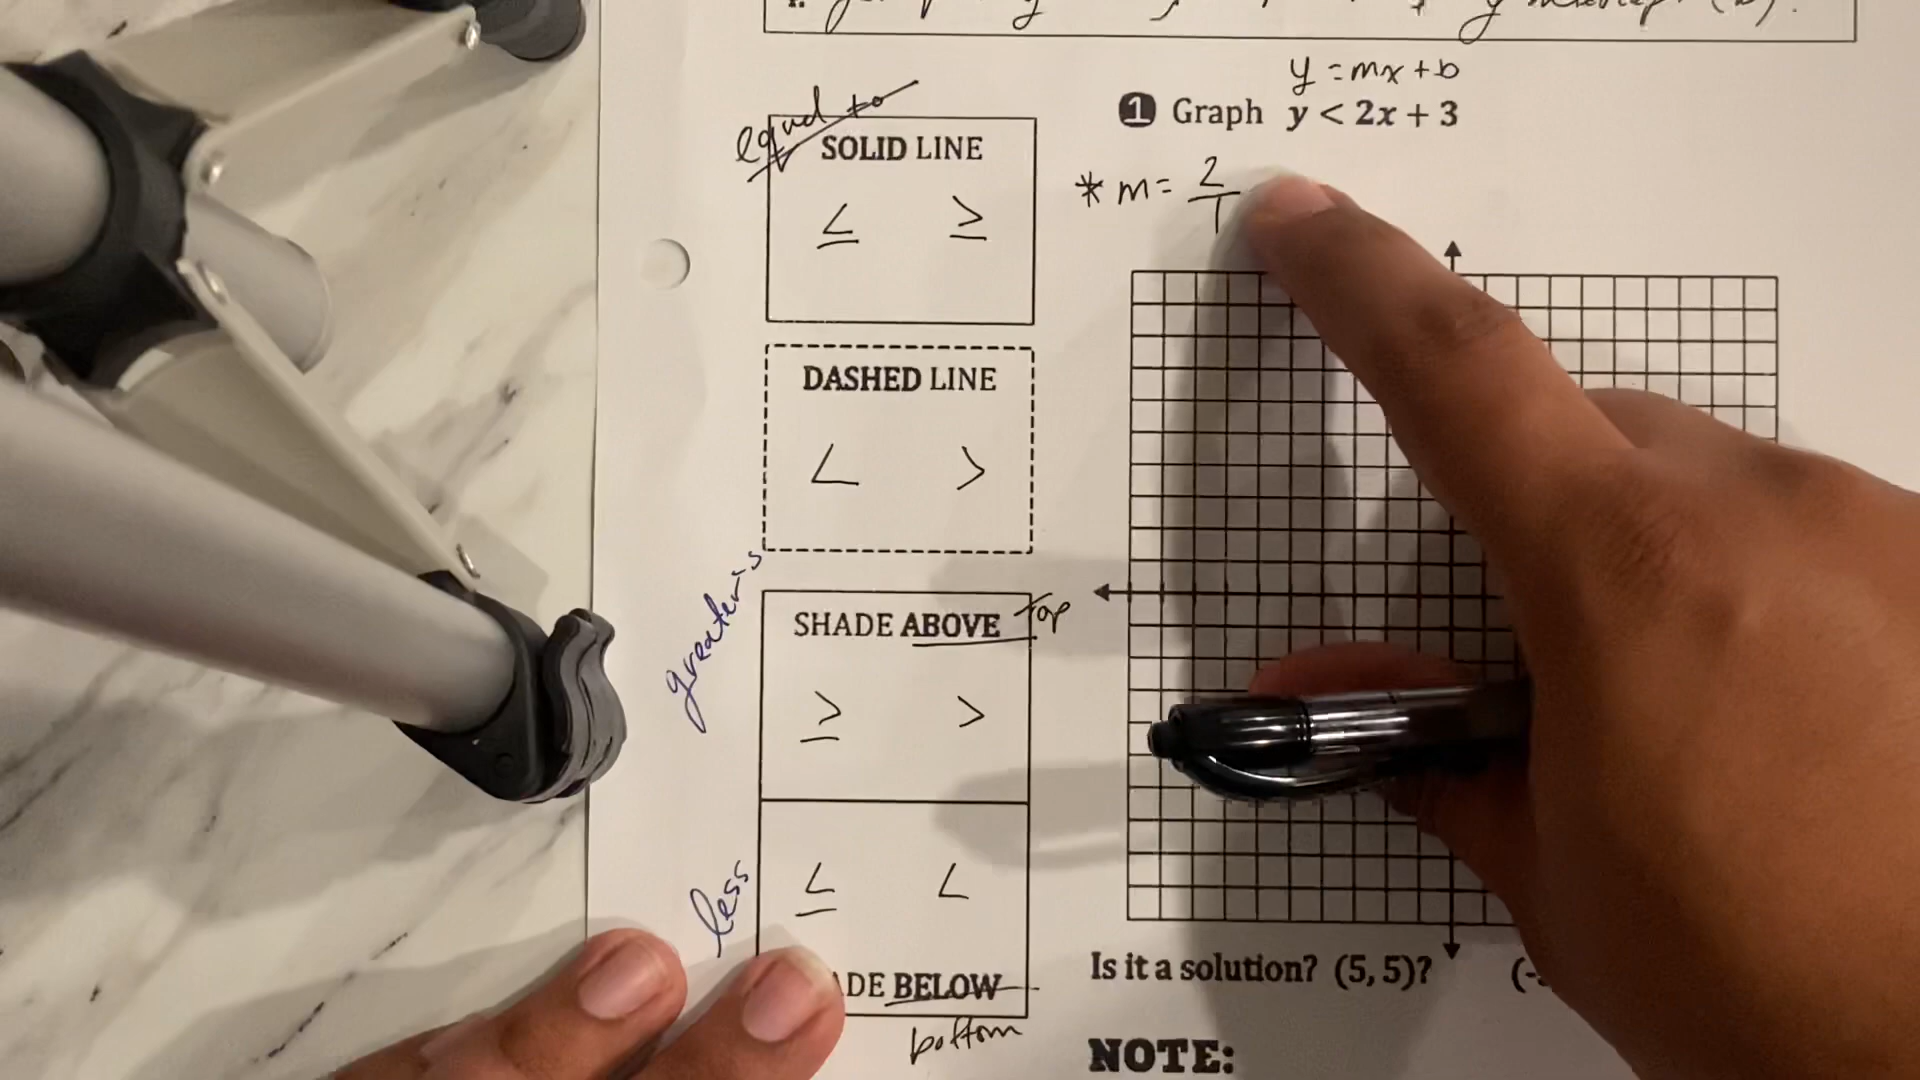 y = mx + b
1 Graph y < 2x + 3
equal to
SOLID LINE
≤ ≥
* m = 2/1
DASHED LINE
< >
greater is
SHADE ABOVE top
≥ >
less
≤ <
BELOW
bottom
Is it a solution? (5, 5)?
NOTE: